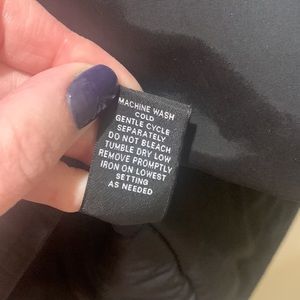 MACHINE WASH
COLD
GENTLE CYCLE
SEPARATELY
DO NOT BLEACH
TUMBLE DRY LOW
REMOVE PROMPTLY
IRON ON LOWEST
SETTING
AS NEEDED